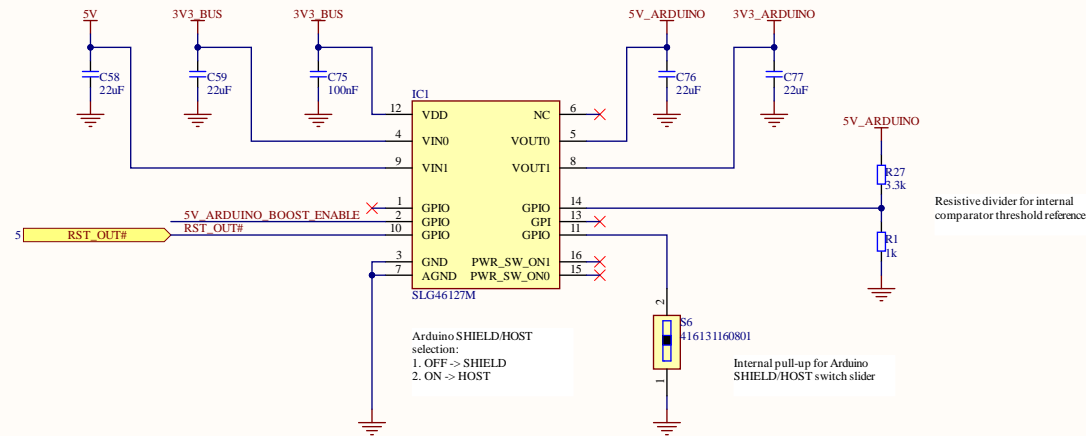 5V
3V3_BUS
3V3_BUS
5V_ARDUINO
3V3_ARDUINO
C58
22uF
C59
22uF
C75
100nF
C76
22uF
C77
22uF
IC1
12 VDD
4 VIN0
9 VIN1
1 GPIO
2 GPIO
10 GPIO
3 GND
7 AGND
NC 6
VOUT0 5
VOUT1 8
GPIO 14
GPI 13
GPIO 11
PWR_SW_ON1 16
PWR_SW_ON0 15
SLG46127M
5V_ARDUINO_BOOST_ENABLE
RST_OUT#
5 RST_OUT#
5V_ARDUINO
R27
3.3k
R1
1k
Resistive divider for internal
comparator threshold reference
Arduino SHIELD/HOST
selection:
1. OFF -> SHIELD
2. ON -> HOST
2
S6
416131160801
1
Internal pull-up for Arduino
SHIELD/HOST switch slider